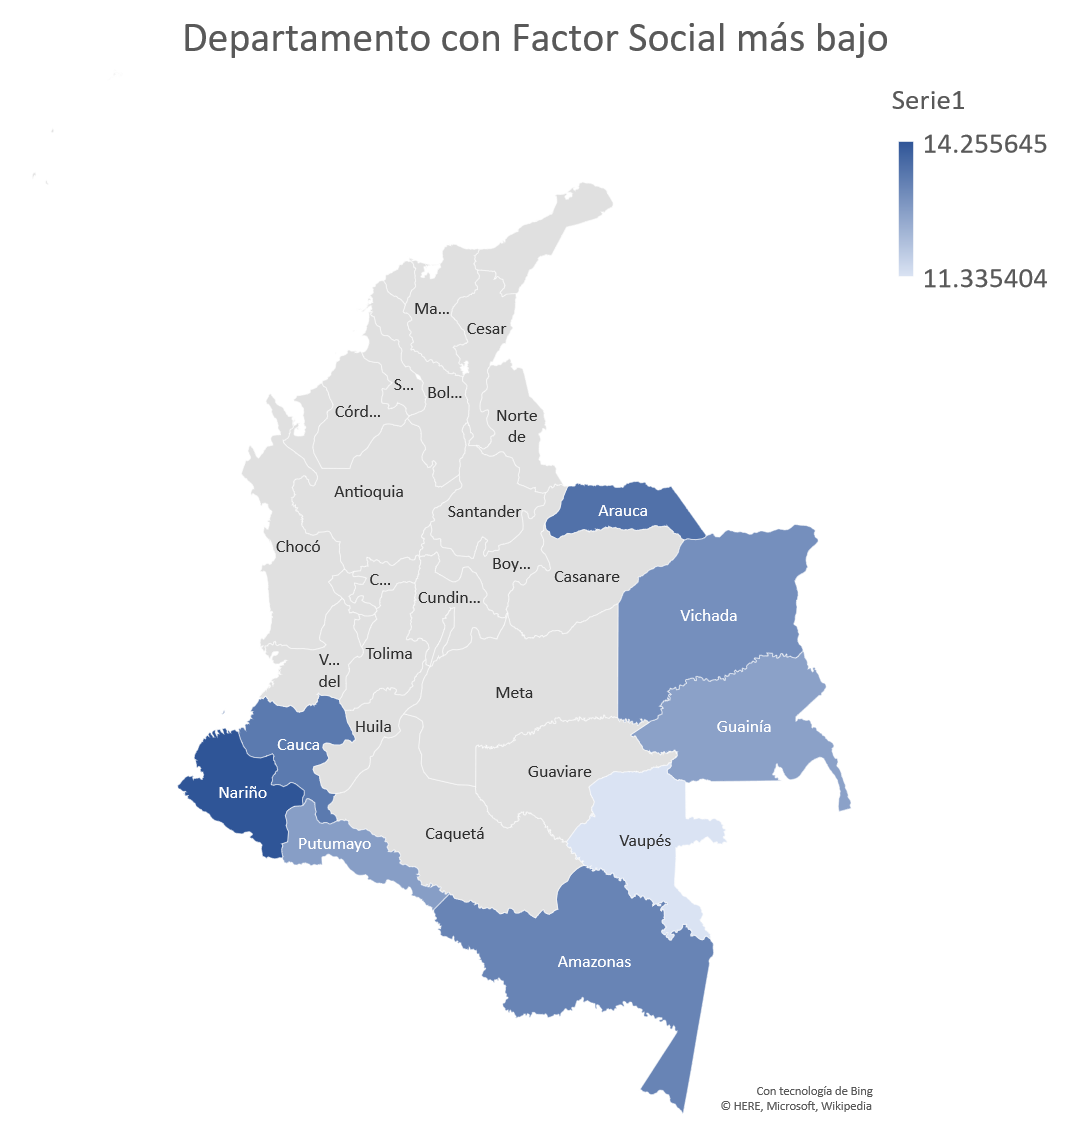 Departamento con Factor Social más bajo
Serie1
14.255645
11.335404
Ma...
Cesar
S...
Bol...
Córd...
Norte
de
Antioquia
Santander
Arauca
Chocó
Boy...
C...
Casanare
Cundin...
Vichada
Tolima
V...
del
Meta
Huila
Guainía
Cauca
Guaviare
Nariño
Caquetá
Vaupés
Putumayo
Amazonas
Con tecnología de Bing
© HERE, Microsoft, Wikipedia